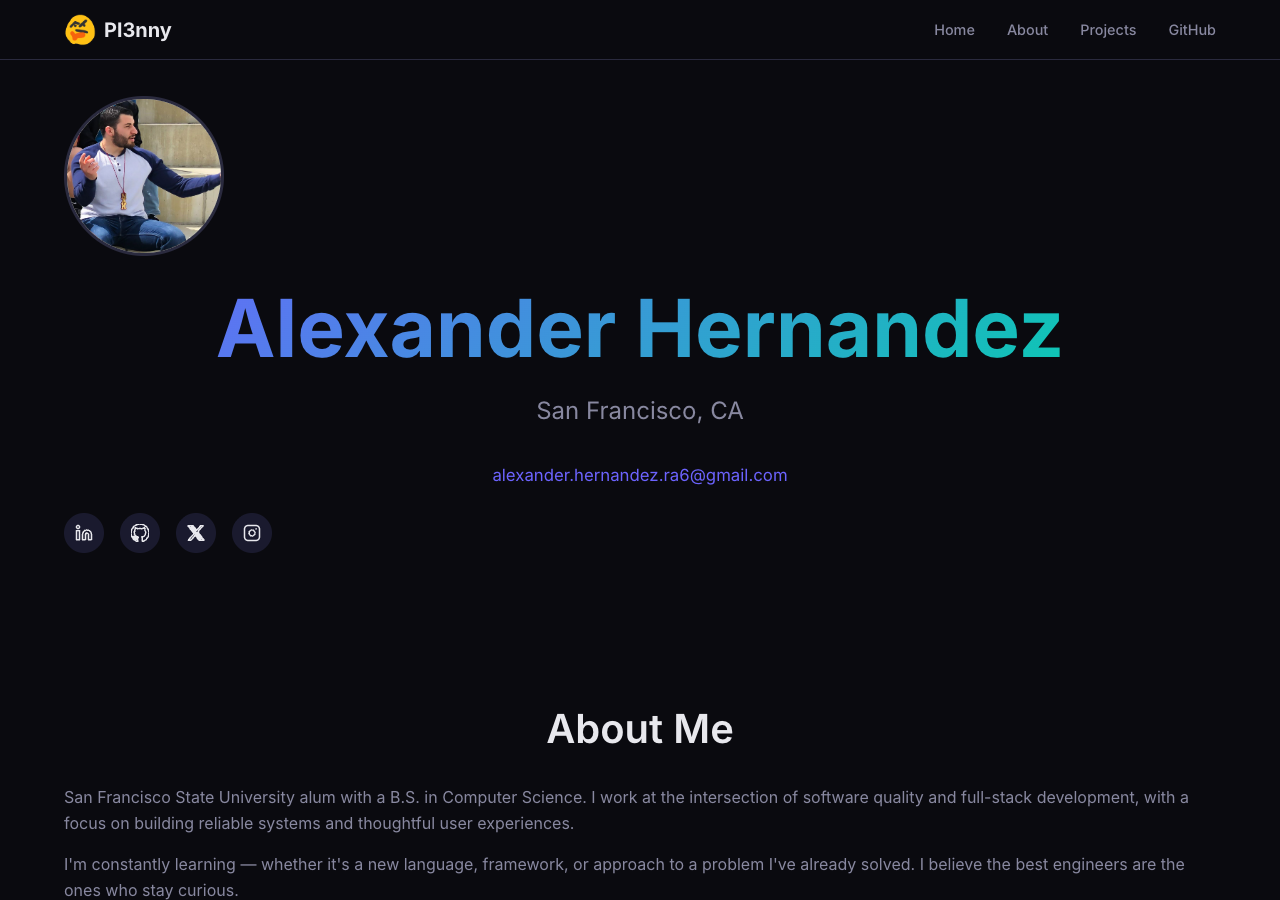 Pl3nny
Home
About
Projects
GitHub
Alexander Hernandez
San Francisco, CA
alexander.hernandez.ra6@gmail.com
About Me
San Francisco State University alum with a B.S. in Computer Science. I work at the intersection of software quality and full-stack development, with a
focus on building reliable systems and thoughtful user experiences.
I'm constantly learning — whether it's a new language, framework, or approach to a problem I've already solved. I believe the best engineers are the
ones who stay curious.